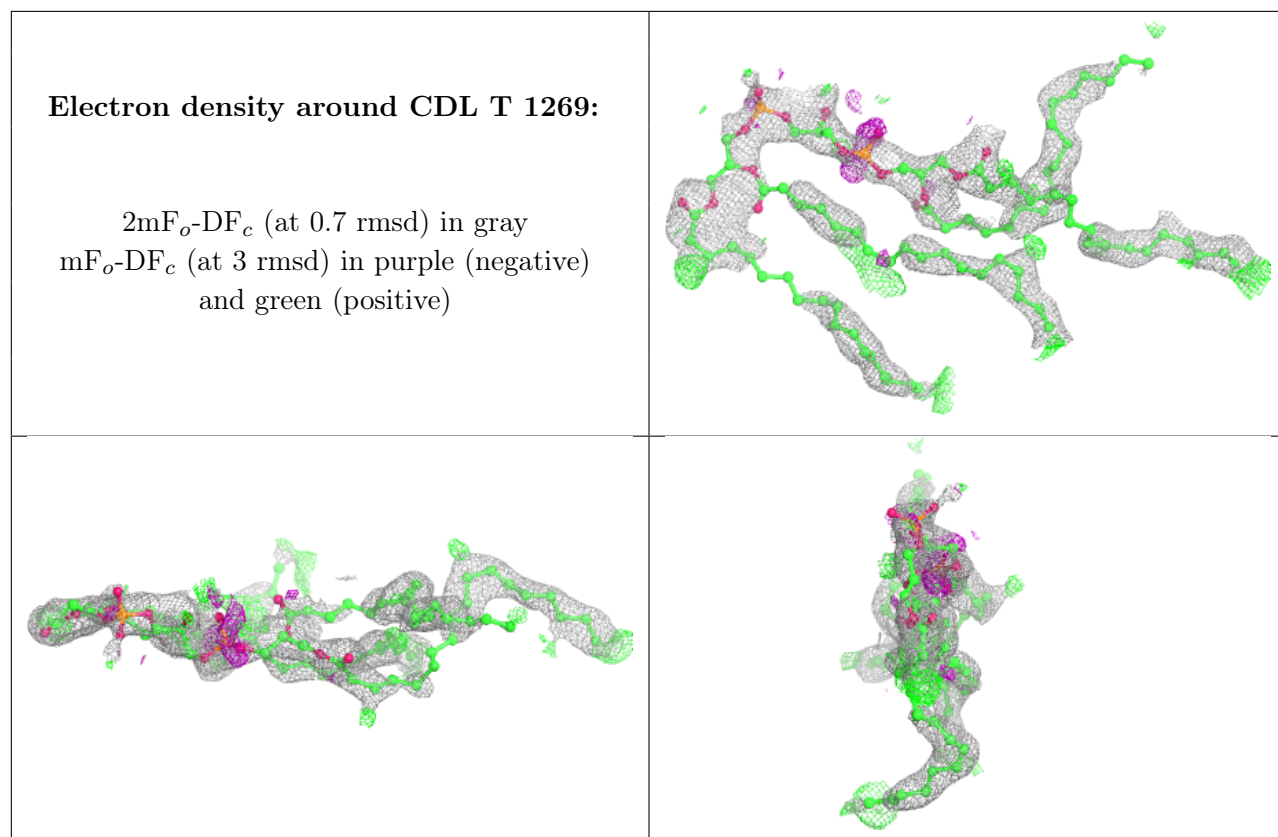 Electron density around CDL T 1269:
2mFₒ-DF𝒸 (at 0.7 rmsd) in gray
mFₒ-DF𝒸 (at 3 rmsd) in purple (negative)
and green (positive)